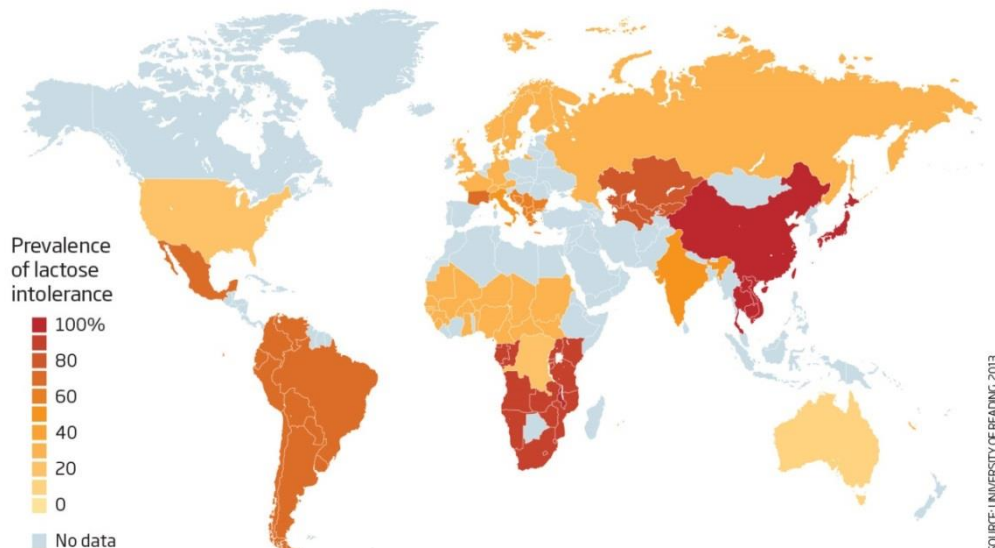 Prevalence
of lactose
intolerance
100%
80
60
40
20
0
No data
SOURCE: UNIVERSITY OF READING, 2013